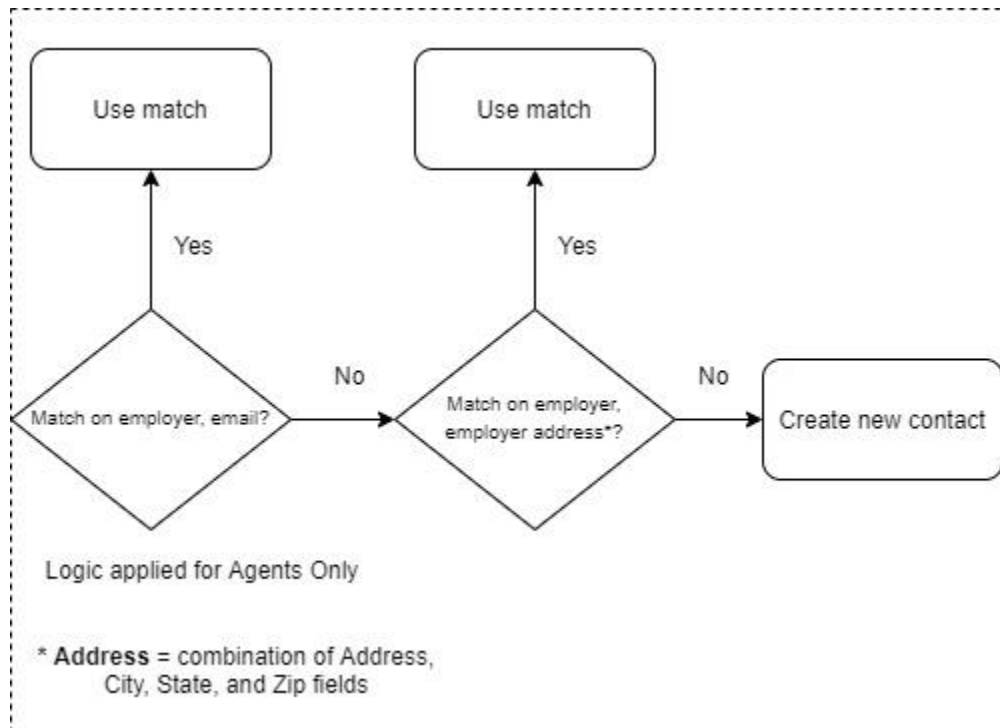 Use match
Use match
Yes
Yes
No
No
Match on employer, email?
Match on employer,
employer address*?
Create new contact
Logic applied for Agents Only
* Address = combination of Address,
City, State, and Zip fields